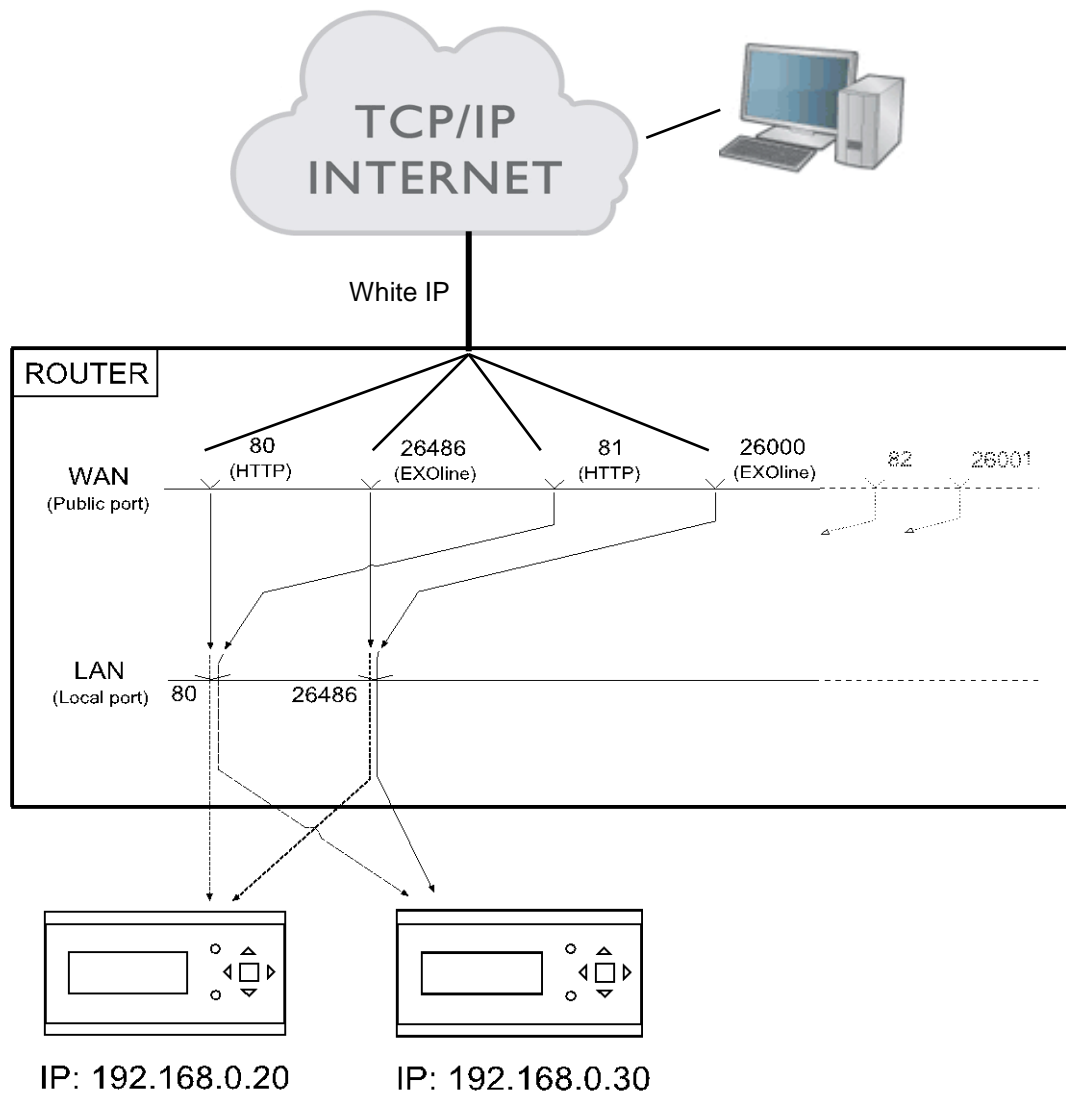 TCP/IP
INTERNET
White IP
ROUTER
WAN
(Public port)
80
(HTTP)
26486
(EXOline)
81
(HTTP)
26000
(EXOline)
82
26001
LAN
(Local port)
80
26486
IP: 192.168.0.20
IP: 192.168.0.30